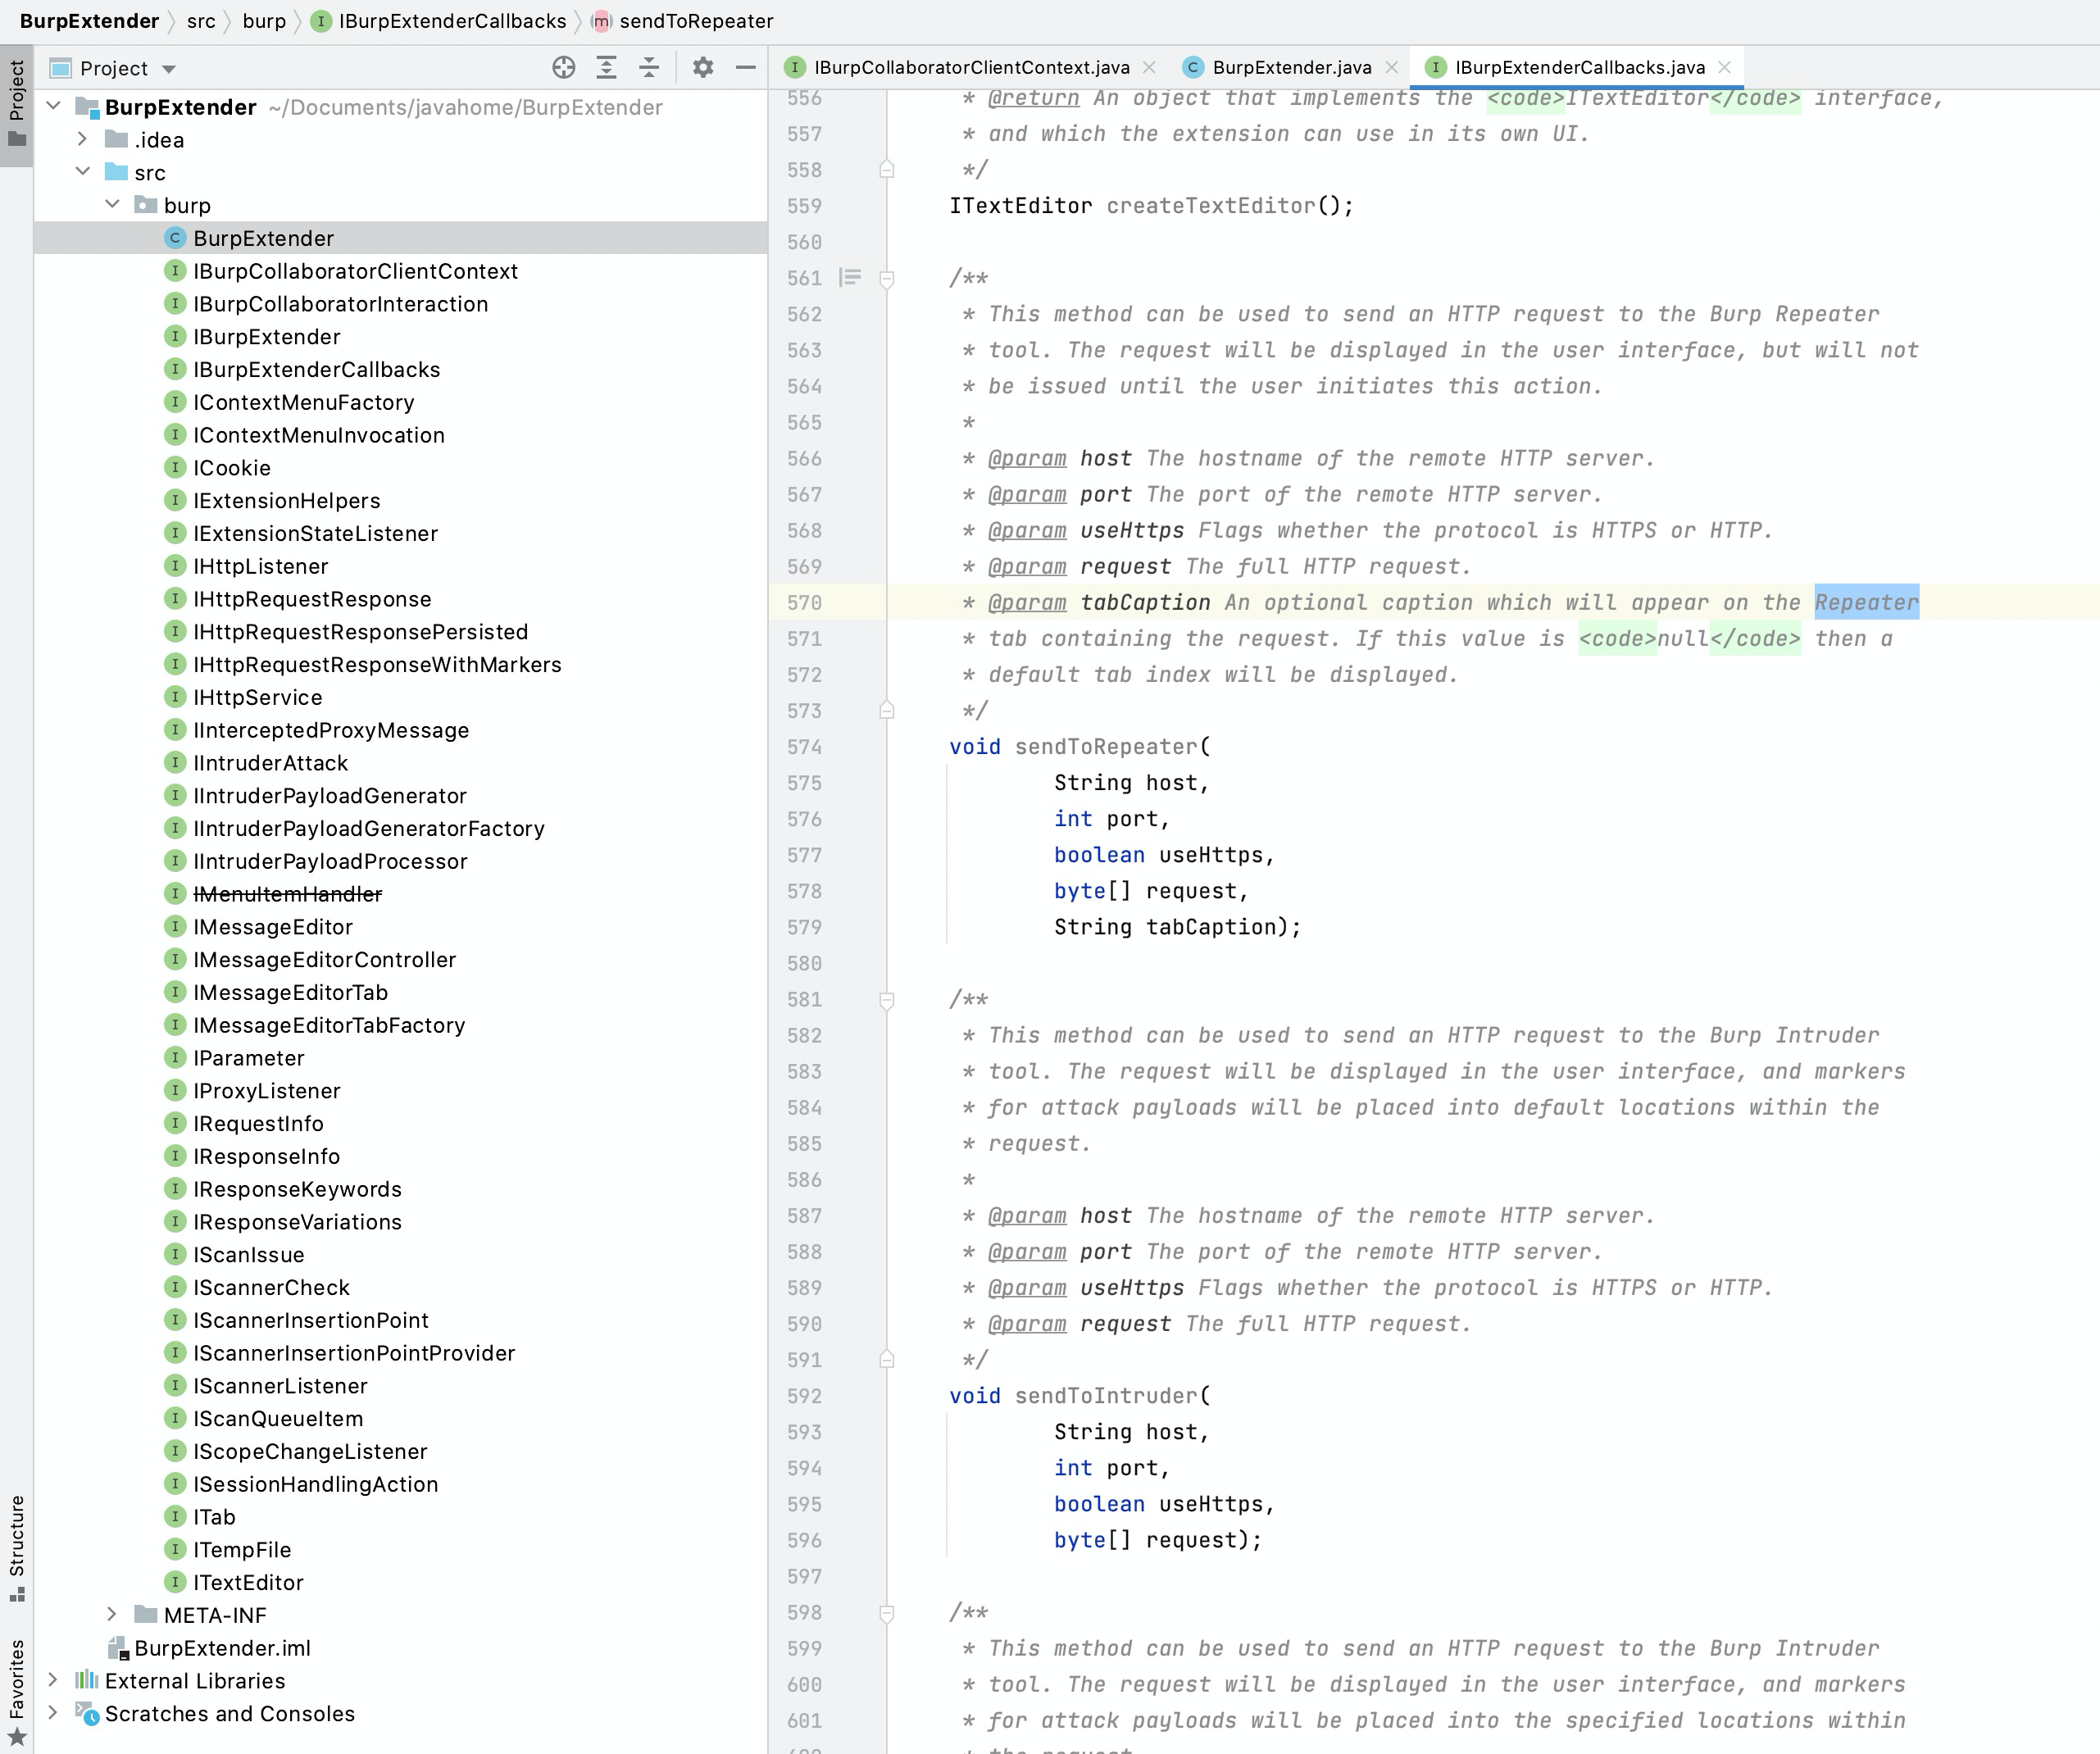 BurpExtender src burp IBurpExtenderCallbacks sendToRepeater
Project
Project
BurpExtender ~/Documents/javahome/BurpExtender
.idea
src
burp
BurpExtender
IBurpCollaboratorClientContext
IBurpCollaboratorInteraction
IBurpExtender
IBurpExtenderCallbacks
IContextMenuFactory
IContextMenuInvocation
ICookie
IExtensionHelpers
IExtensionStateListener
IHttpListener
IHttpRequestResponse
IHttpRequestResponsePersisted
IHttpRequestResponseWithMarkers
IHttpService
IInterceptedProxyMessage
IIntruderAttack
IIntruderPayloadGenerator
IIntruderPayloadGeneratorFactory
IIntruderPayloadProcessor
IMenuItemHandler
IMessageEditor
IMessageEditorController
IMessageEditorTab
IMessageEditorTabFactory
IParameter
IProxyListener
IRequestInfo
IResponseInfo
IResponseKeywords
IResponseVariations
IScanIssue
IScannerCheck
IScannerInsertionPoint
IScannerInsertionPointProvider
IScannerListener
IScanQueueItem
IScopeChangeListener
ISessionHandlingAction
ITab
ITempFile
ITextEditor
META-INF
BurpExtender.iml
External Libraries
Scratches and Consoles
Structure
Favorites
IBurpCollaboratorClientContext.java BurpExtender.java IBurpExtenderCallbacks.java
556 * @return An object that implements the <code>ITextEditor</code> interface,
557 * and which the extension can use in its own UI.
558 */
559 ITextEditor createTextEditor();
560
561 /**
562 * This method can be used to send an HTTP request to the Burp Repeater
563 * tool. The request will be displayed in the user interface, but will not
564 * be issued until the user initiates this action.
565 *
566 * @param host The hostname of the remote HTTP server.
567 * @param port The port of the remote HTTP server.
568 * @param useHttps Flags whether the protocol is HTTPS or HTTP.
569 * @param request The full HTTP request.
570 * @param tabCaption An optional caption which will appear on the Repeater
571 * tab containing the request. If this value is <code>null</code> then a
572 * default tab index will be displayed.
573 */
574 void sendToRepeater(
575 String host,
576 int port,
577 boolean useHttps,
578 byte[] request,
579 String tabCaption);
580
581 /**
582 * This method can be used to send an HTTP request to the Burp Intruder
583 * tool. The request will be displayed in the user interface, and markers
584 * for attack payloads will be placed into default locations within the
585 * request.
586 *
587 * @param host The hostname of the remote HTTP server.
588 * @param port The port of the remote HTTP server.
589 * @param useHttps Flags whether the protocol is HTTPS or HTTP.
590 * @param request The full HTTP request.
591 */
592 void sendToIntruder(
593 String host,
594 int port,
595 boolean useHttps,
596 byte[] request);
597
598 /**
599 * This method can be used to send an HTTP request to the Burp Intruder
600 * tool. The request will be displayed in the user interface, and markers
601 * for attack payloads will be placed into the specified locations within